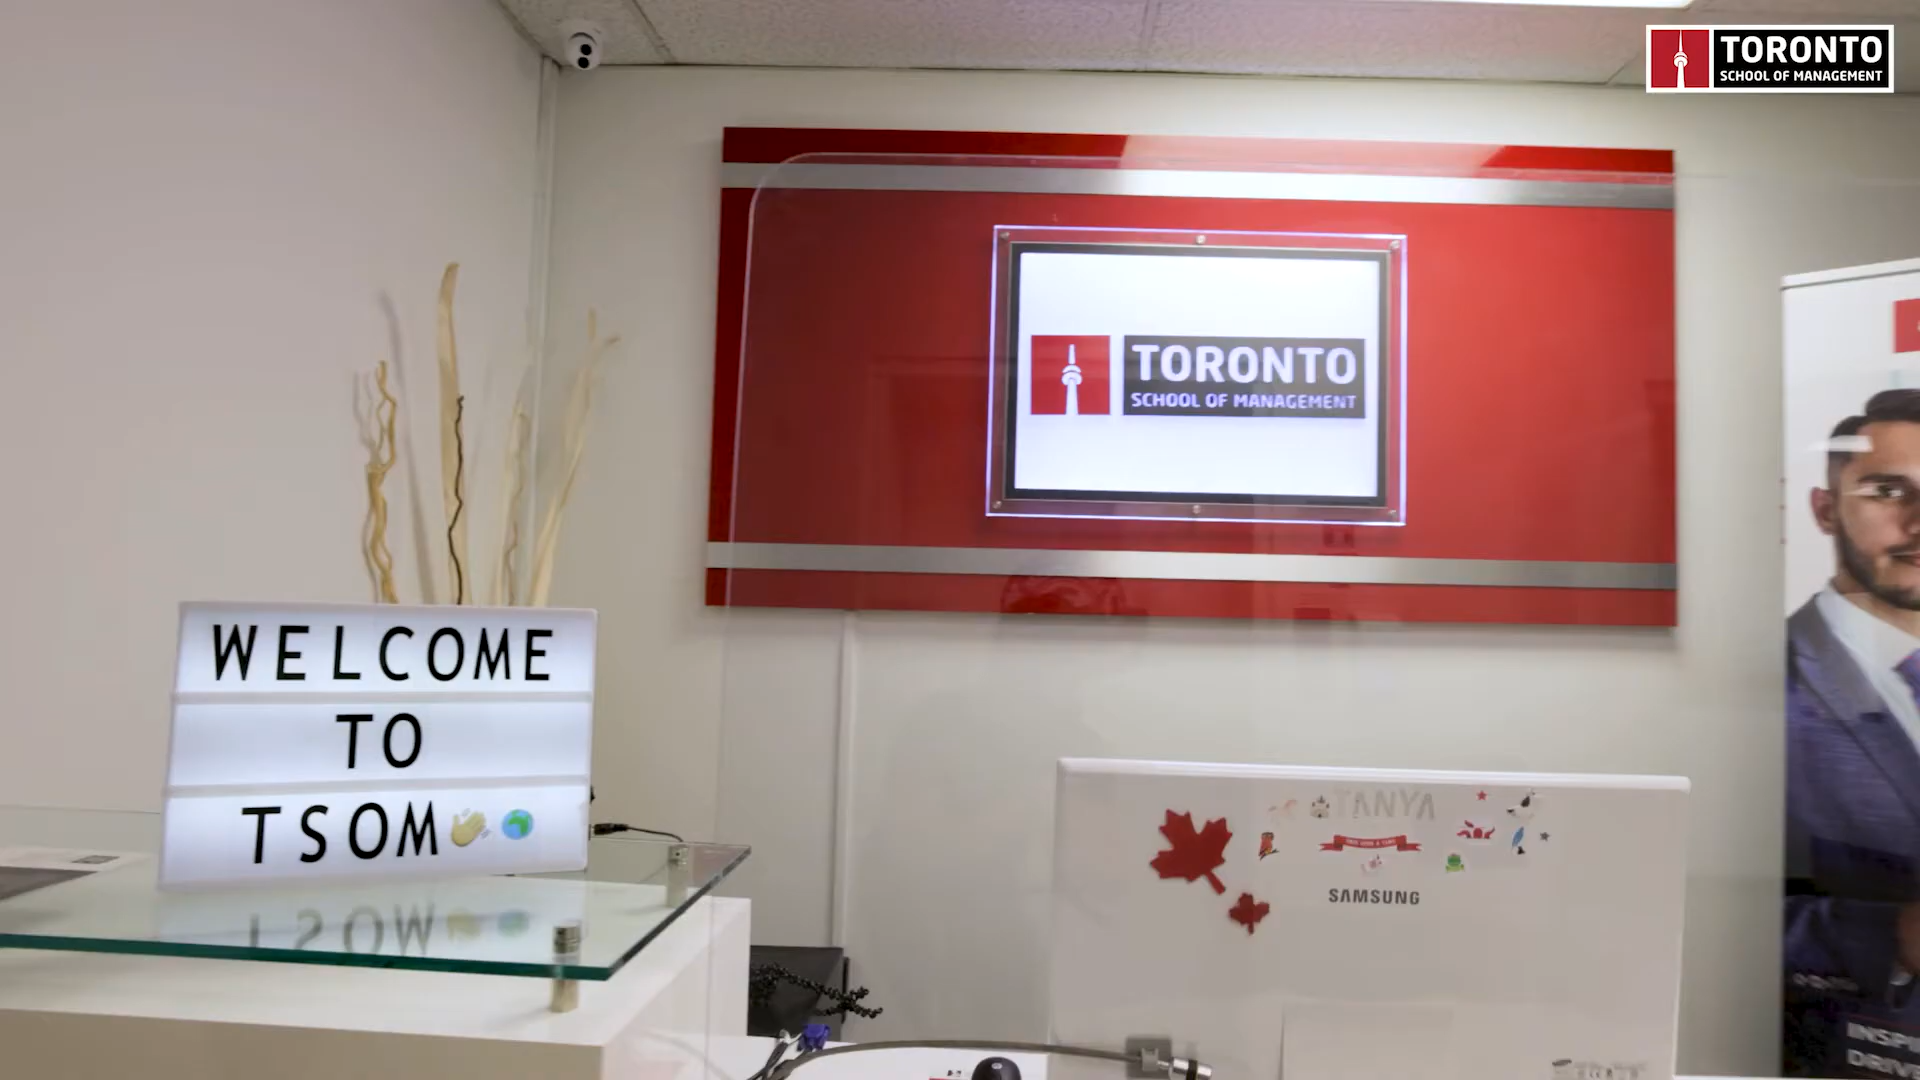 TORONTO
SCHOOL OF MANAGEMENT
TORONTO
SCHOOL OF MANAGEMENT
WELCOME
TO
TSOM
TANYA
SAMSUNG